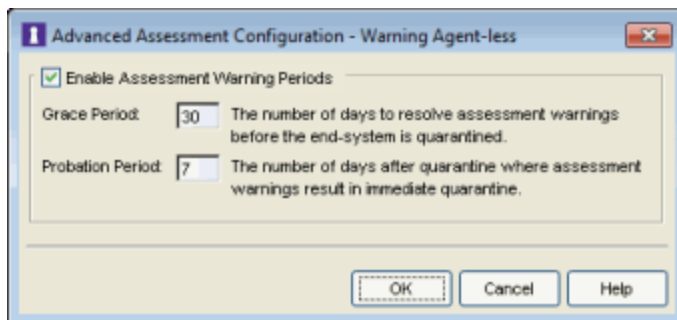 Advanced Assessment Configuration - Warning Agent-less
Enable Assessment Warning Periods
Grace Period: 30 The number of days to resolve assessment warnings
before the end-system is quarantined.
Probation Period: 7 The number of days after quarantine where assessment
warnings result in immediate quarantine.
OK Cancel Help